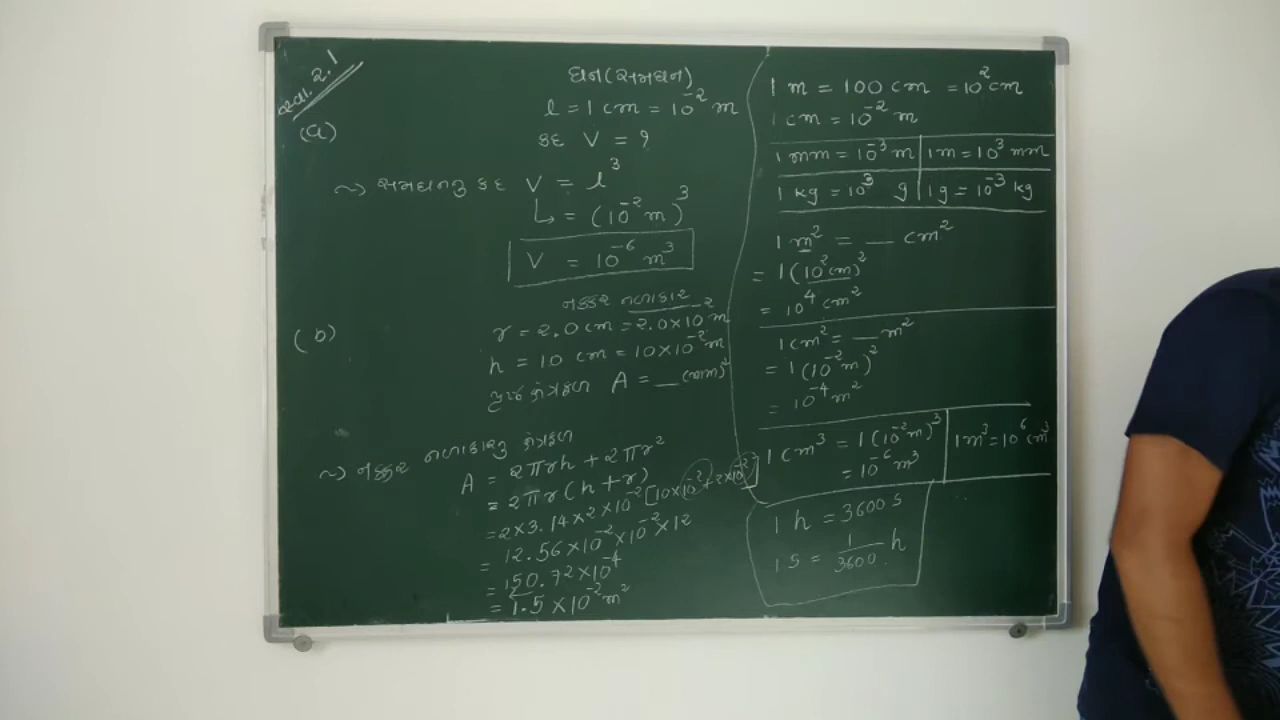 સ્વા. 2.1
(a)
ઘન (સમઘન)
l = 1 cm = 10⁻² m
કદ V = ?
~) સમઘનનુ કદ V = l³
↳ = (10⁻² m)³
V = 10⁻⁶ m³
(b)
નક્કર નળાકાર
r = 2.0 cm = 2.0×10⁻² m
h = 10 cm = 10×10⁻² m
પૃષ્ઠ ક્ષેત્રફળ A = __ (mm)²
~) નક્કર નળાકારનુ ક્ષેત્રફળ
A = 2πrh + 2πr²
= 2πr(h+r)
= 2×3.14×2×10⁻² [10×10⁻² + 2×10⁻²]
= 12.56×10⁻²×10⁻²×12
= 150.72×10⁻⁴
= 1.5×10⁻² m²
1 m = 100 cm = 10² cm
1 cm = 10⁻² m
1 mm = 10⁻³ m 1 m = 10³ mm
1 kg = 10³ g 1 g = 10⁻³ kg
1 m² = __ cm²
= 1 (10² cm)²
= 10⁴ cm²
1 cm² = __ m²
= 1 (10⁻² m)²
= 10⁻⁴ m²
1 cm³ = 1(10⁻² m)³ 1 m³ = 10⁶ cm³
= 10⁻⁶ m³
1 h = 3600 s
1 s = 1/3600 h